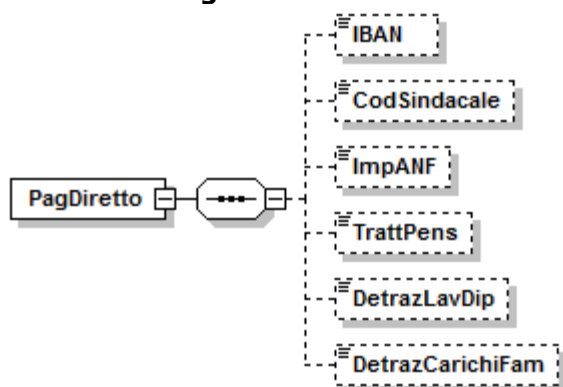 IBAN
CodSindacale
ImpANF
PagDiretto
TrattPens
DetrazLavDip
DetrazCarichiFam